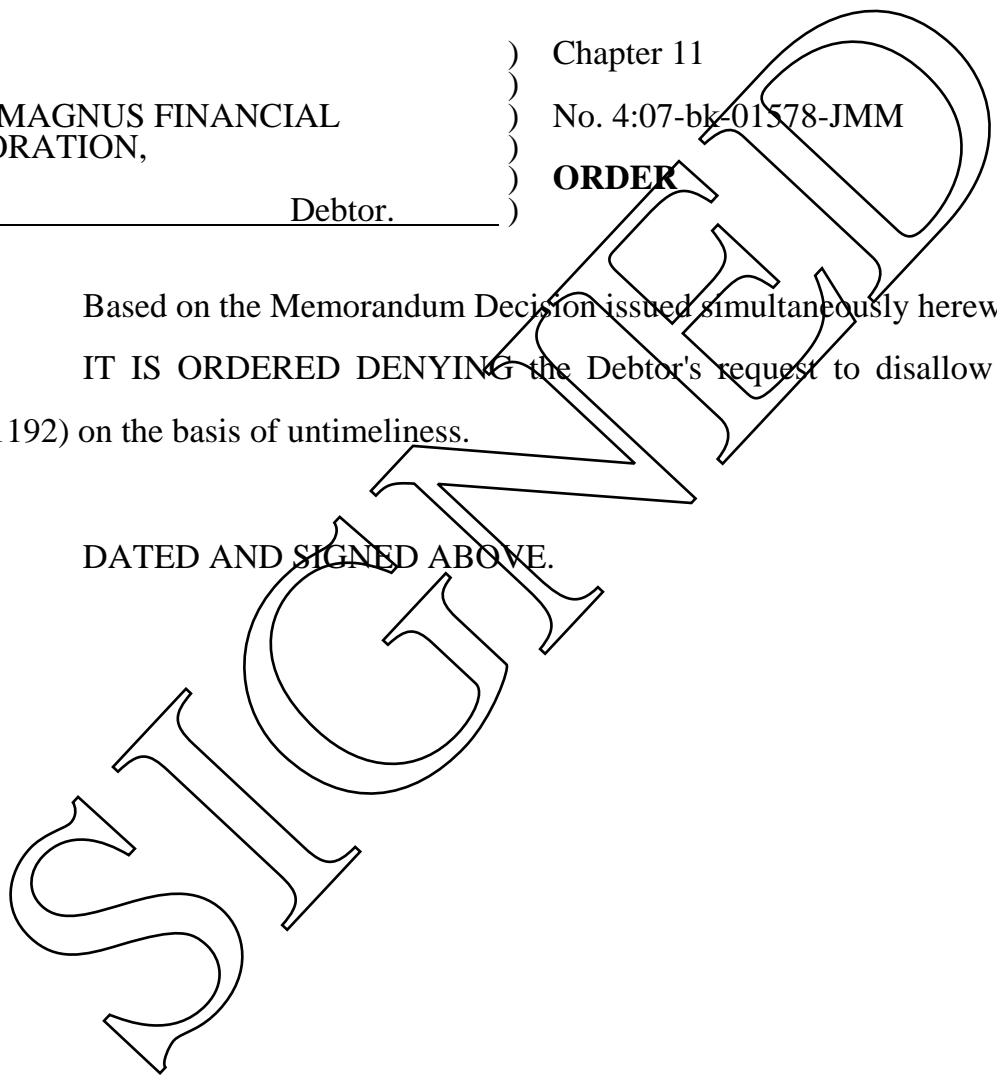 ) Chapter 11
)
MAGNUS FINANCIAL ) No. 4:07-bk-01578-JMM
ORATION, )
) ORDER
Debtor. )
Based on the Memorandum Decision issued simultaneously herew
IT IS ORDERED DENYING the Debtor's request to disallow
1192) on the basis of untimeliness.
DATED AND SIGNED ABOVE.
SIGNED